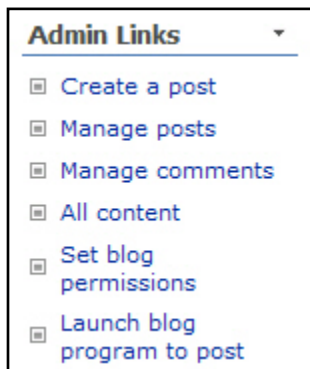 Admin Links
Create a post
Manage posts
Manage comments
All content
Set blog
permissions
Launch blog
program to post